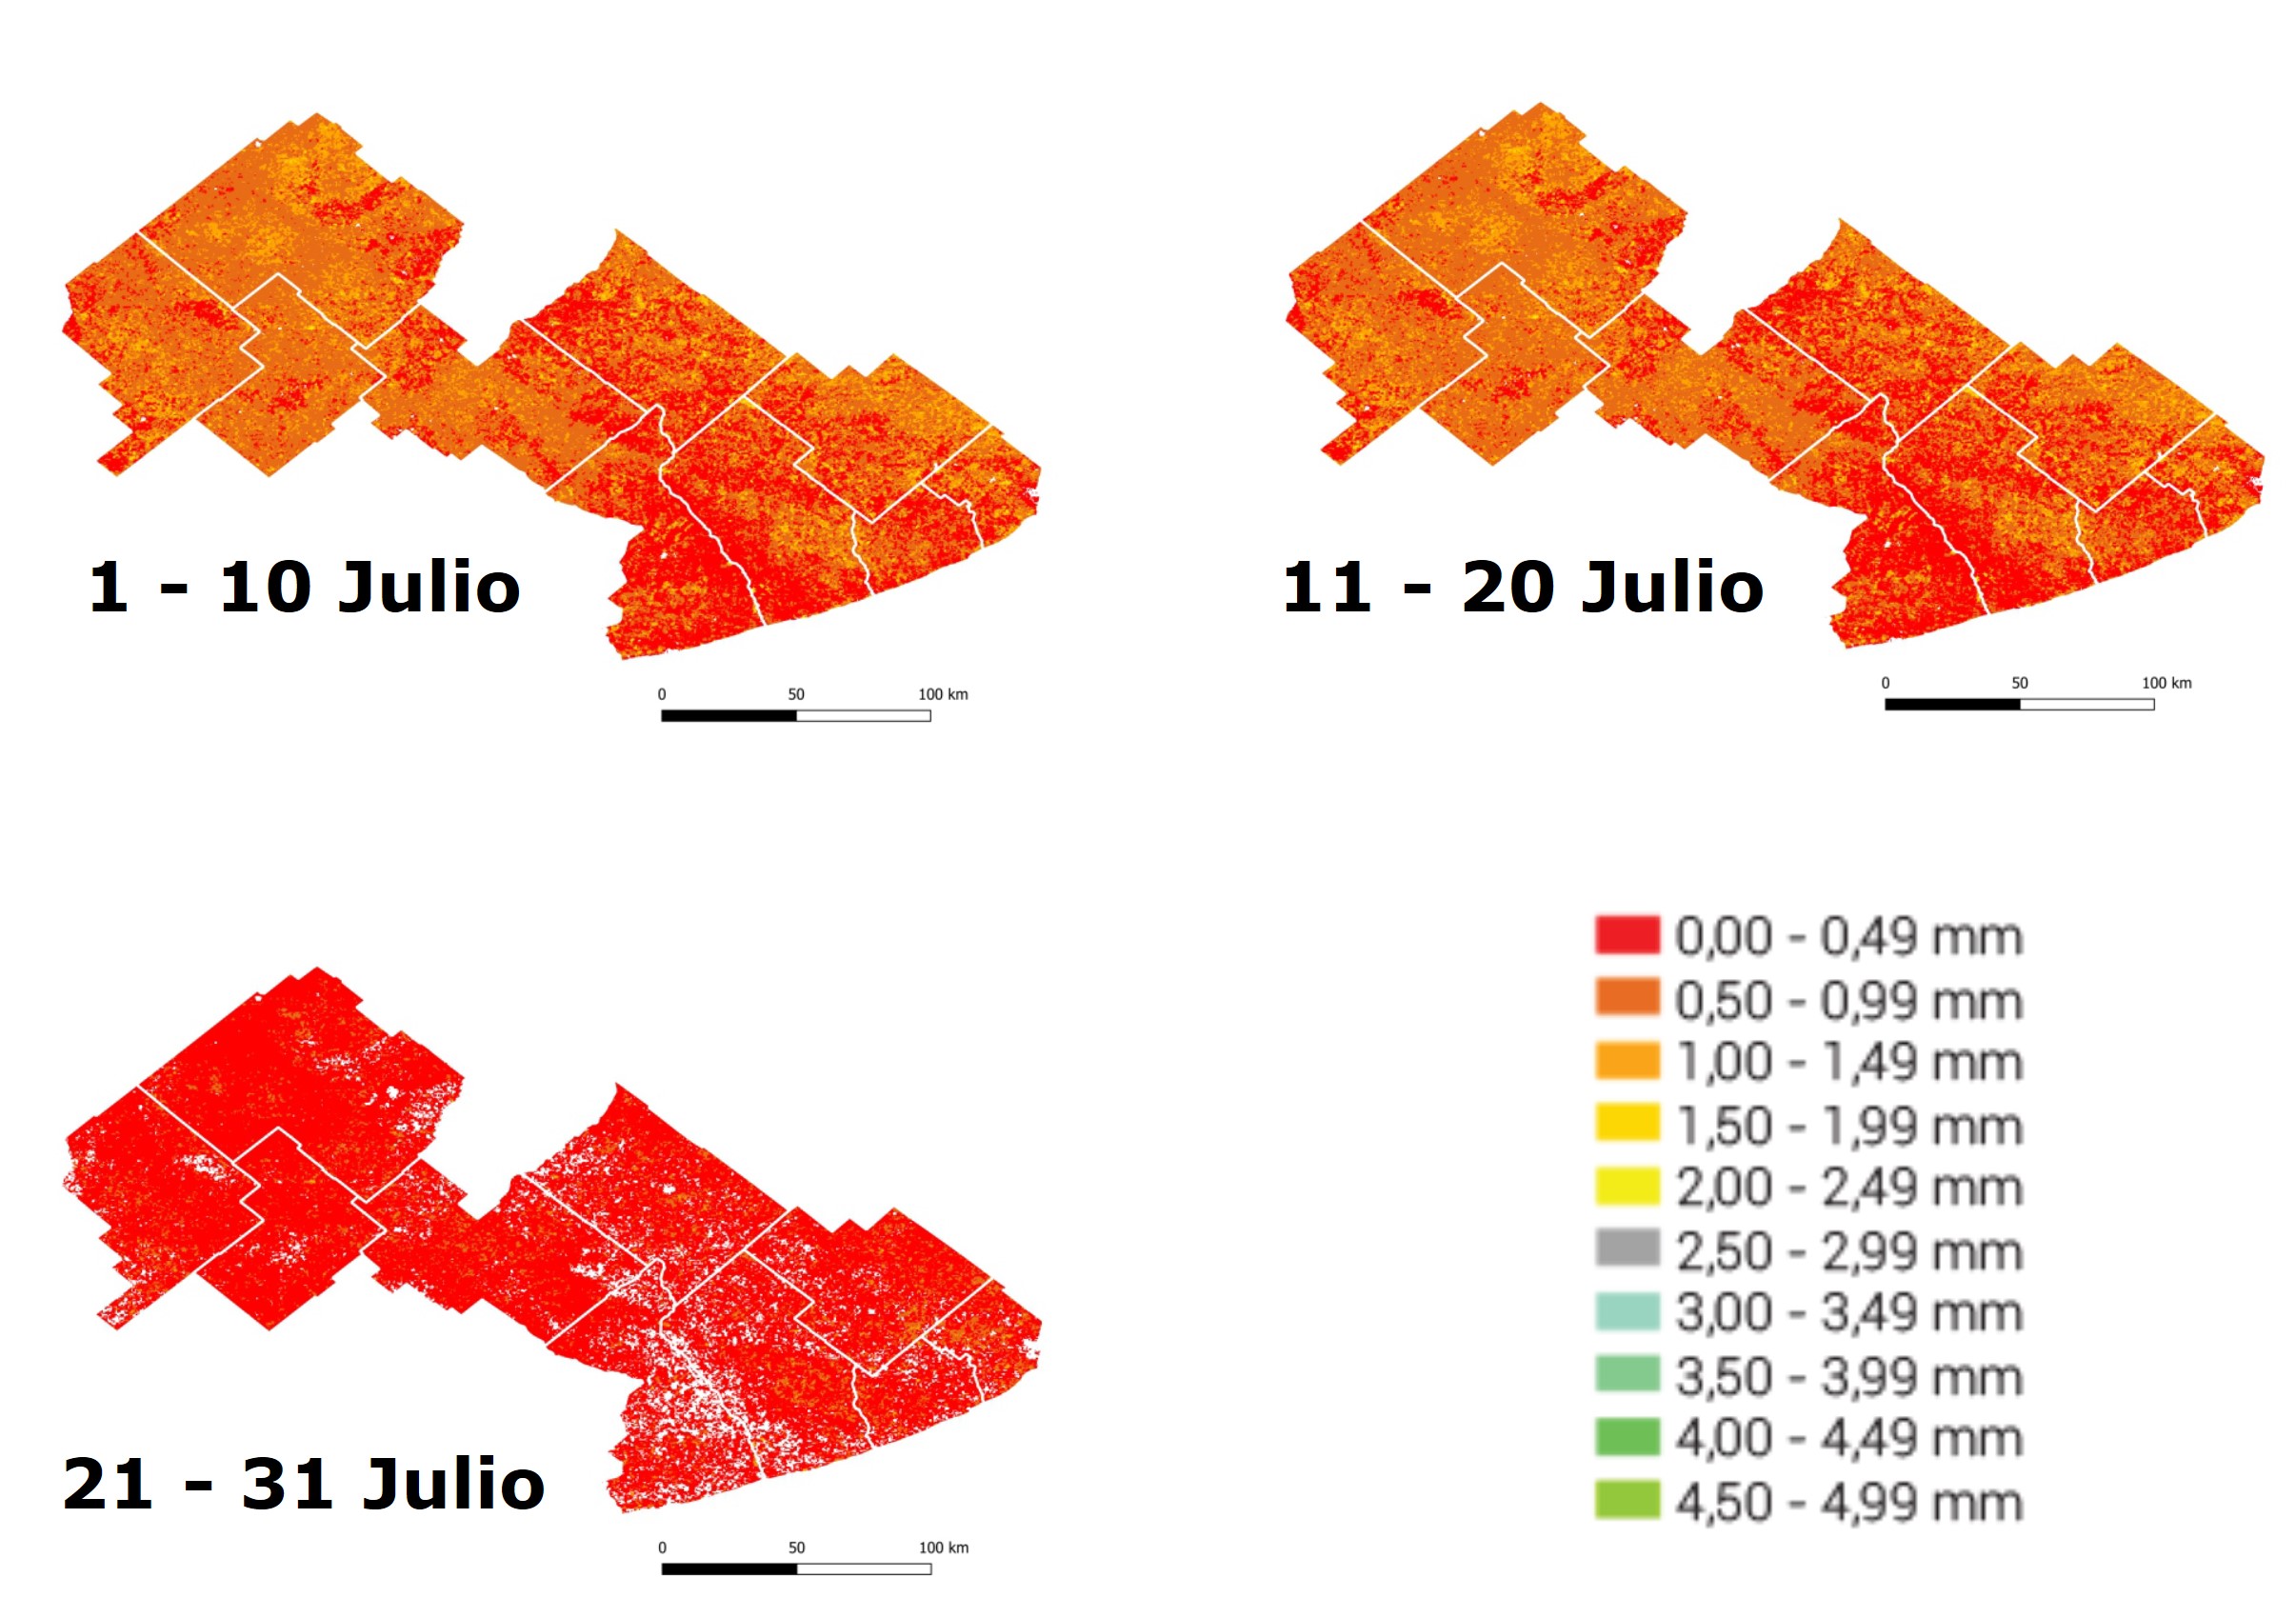 1 - 10 Julio
0 50 100 km
11 - 20 Julio
0 50 100 km
21 - 31 Julio
0 50 100 km
0,00 - 0,49 mm
0,50 - 0,99 mm
1,00 - 1,49 mm
1,50 - 1,99 mm
2,00 - 2,49 mm
2,50 - 2,99 mm
3,00 - 3,49 mm
3,50 - 3,99 mm
4,00 - 4,49 mm
4,50 - 4,99 mm